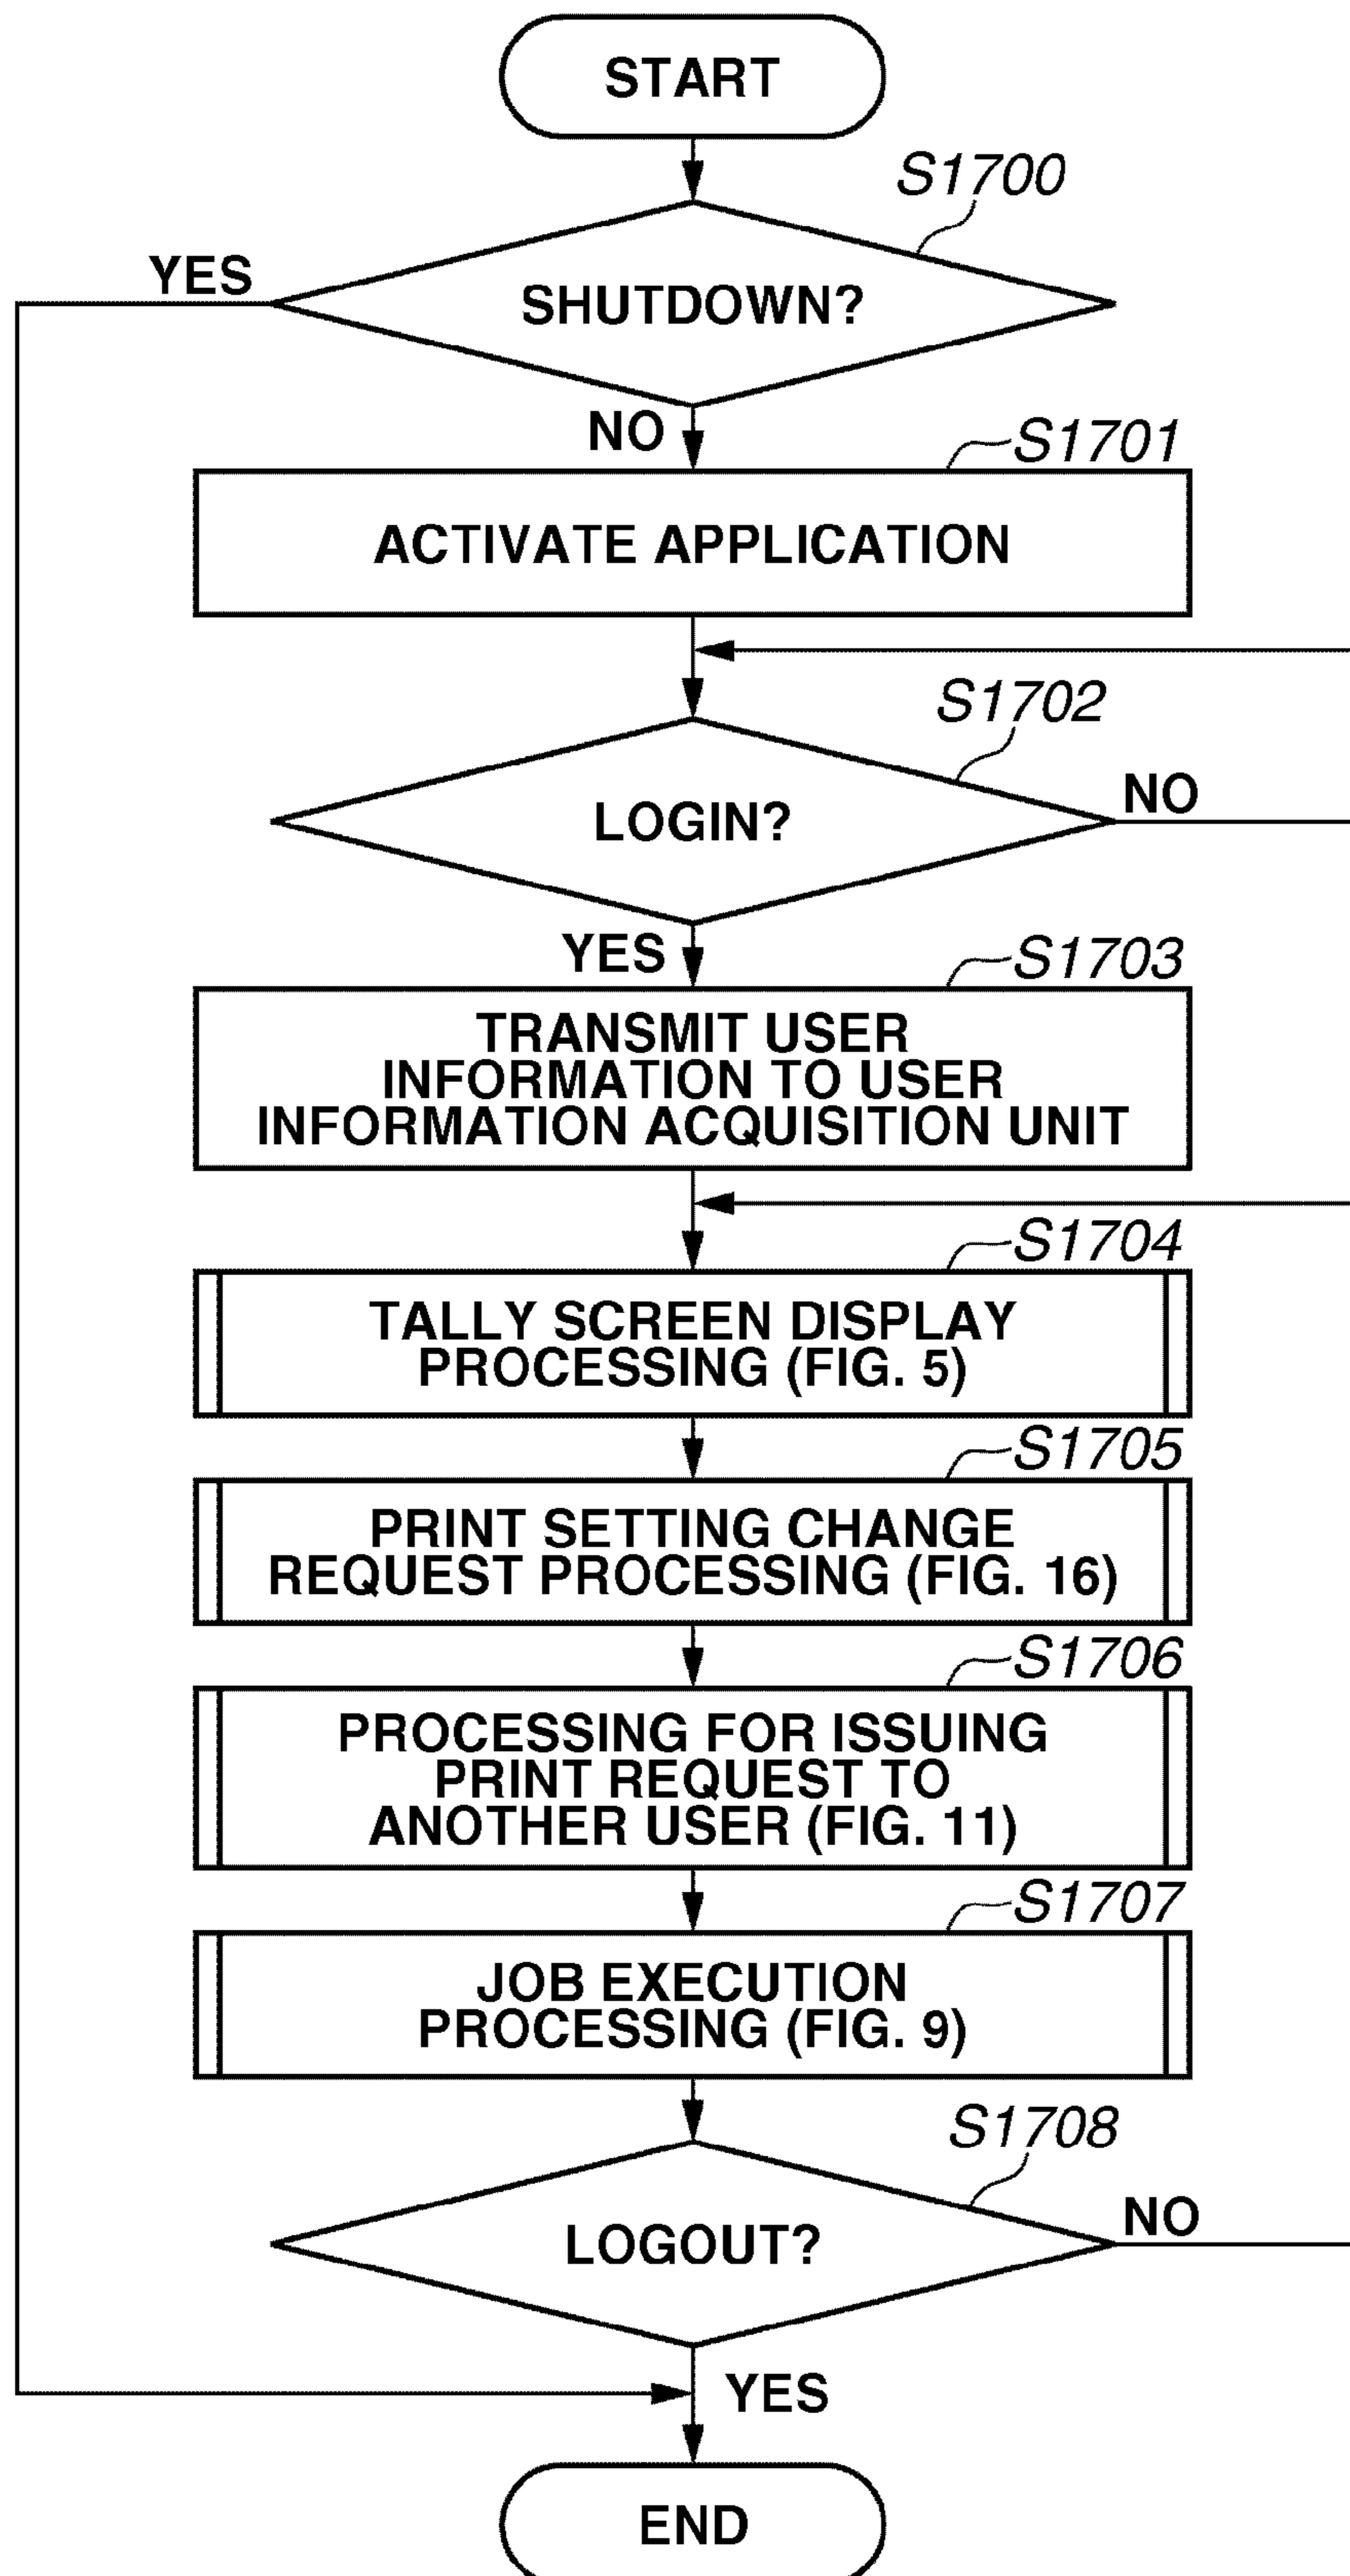 START
S1700
YES
SHUTDOWN?
NO
S1701
ACTIVATE APPLICATION
S1702
LOGIN?
NO
YES
S1703
TRANSMIT USER
INFORMATION TO USER
INFORMATION ACQUISITION UNIT
S1704
TALLY SCREEN DISPLAY
PROCESSING (FIG. 5)
S1705
PRINT SETTING CHANGE
REQUEST PROCESSING (FIG. 16)
S1706
PROCESSING FOR ISSUING
PRINT REQUEST TO
ANOTHER USER (FIG. 11)
S1707
JOB EXECUTION
PROCESSING (FIG. 9)
S1708
LOGOUT?
NO
YES
END